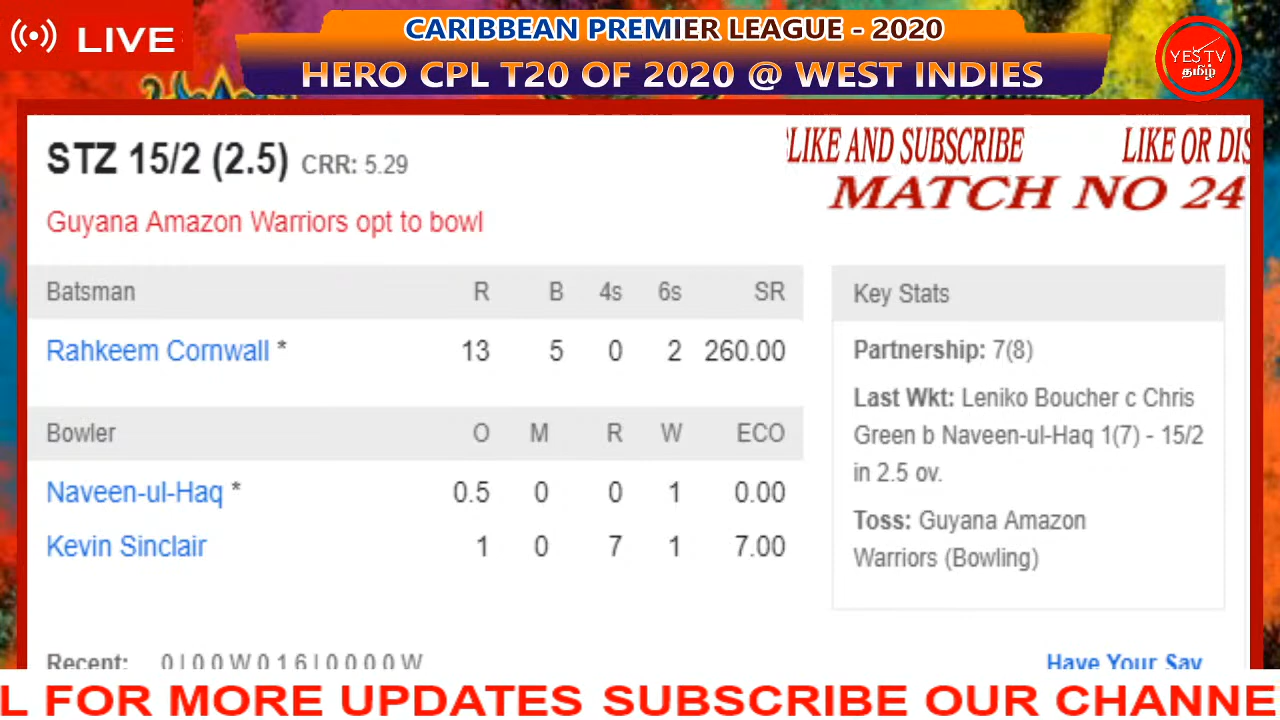 LIVE
CARIBBEAN PREMIER LEAGUE - 2020
HERO CPL T20 OF 2020 @ WEST INDIES
YES TV
தமிழ்
STZ 15/2 (2.5) CRR: 5.29
LIKE AND SUBSCRIBE LIKE OR DIS
MATCH NO 24
Guyana Amazon Warriors opt to bowl
Batsman R B 4s 6s SR
Rahkeem Cornwall * 13 5 0 2 260.00
Bowler O M R W ECO
Naveen-ul-Haq * 0.5 0 0 1 0.00
Kevin Sinclair 1 0 7 1 7.00
Key Stats
Partnership: 7(8)
Last Wkt: Leniko Boucher c Chris
Green b Naveen-ul-Haq 1(7) - 15/2
in 2.5 ov.
Toss: Guyana Amazon
Warriors (Bowling)
Recent: 0 | 0 0 W 0 1 6 | 0 0 0 0 W
Have Your Say
L FOR MORE UPDATES SUBSCRIBE OUR CHANNE